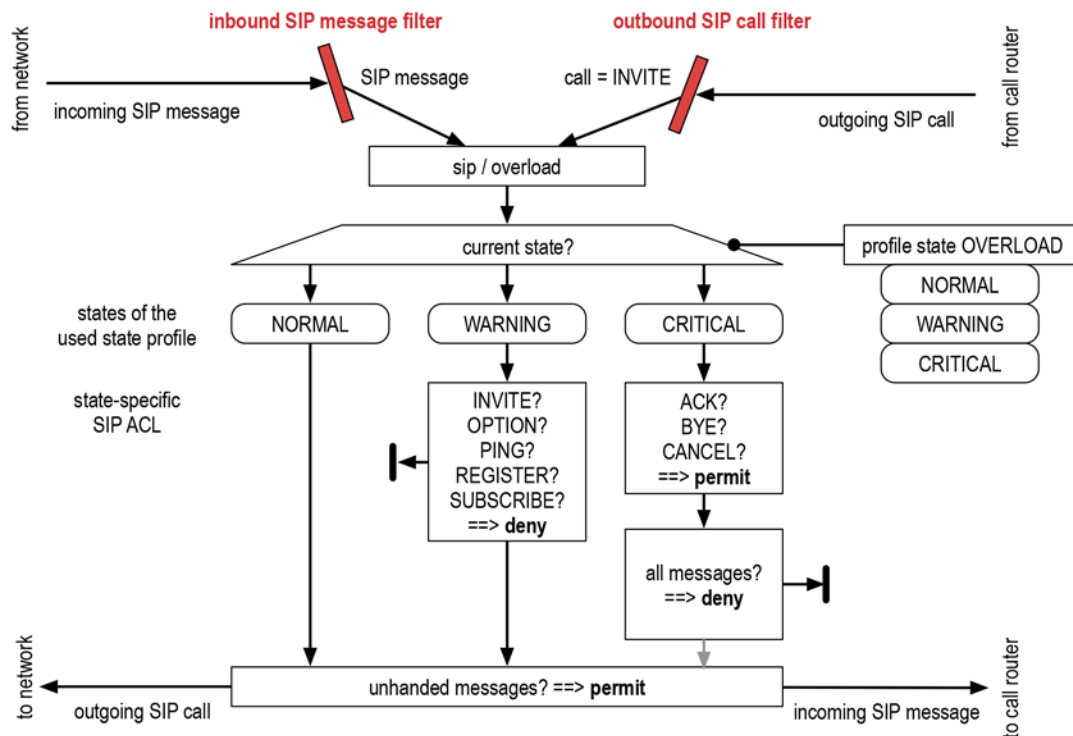 inbound SIP message filter
outbound SIP call filter
from network
SIP message
call = INVITE
from call router
incoming SIP message
outgoing SIP call
sip / overload
current state?
profile state OVERLOAD
NORMAL
WARNING
CRITICAL
states of the
used state profile
NORMAL
WARNING
CRITICAL
state-specific
SIP ACL
INVITE?
OPTION?
PING?
REGISTER?
SUBSCRIBE?
==> deny
ACK?
BYE?
CANCEL?
==> permit
all messages?
==> deny
to network
unhanded messages? ==> permit
to call router
outgoing SIP call
incoming SIP message